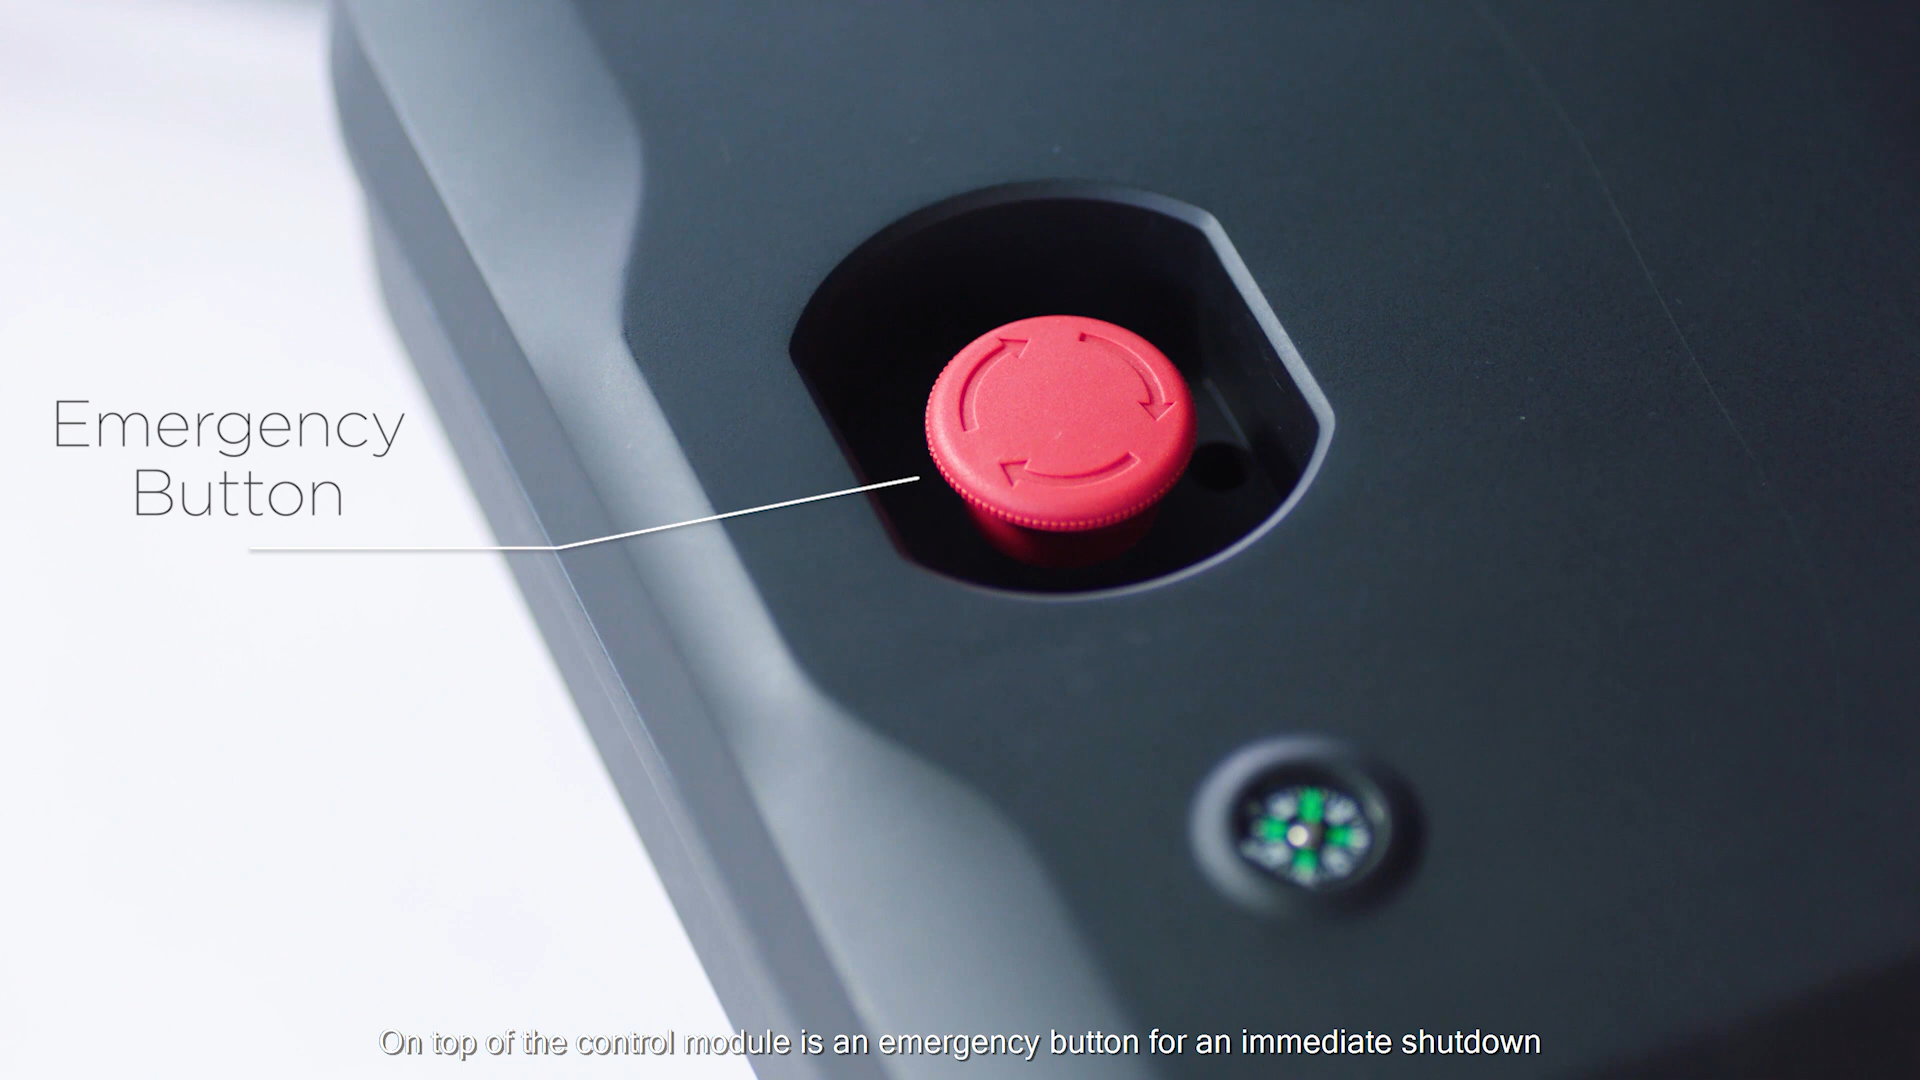 Emergency
Button
On top of the control module is an emergency button for an immediate shutdown